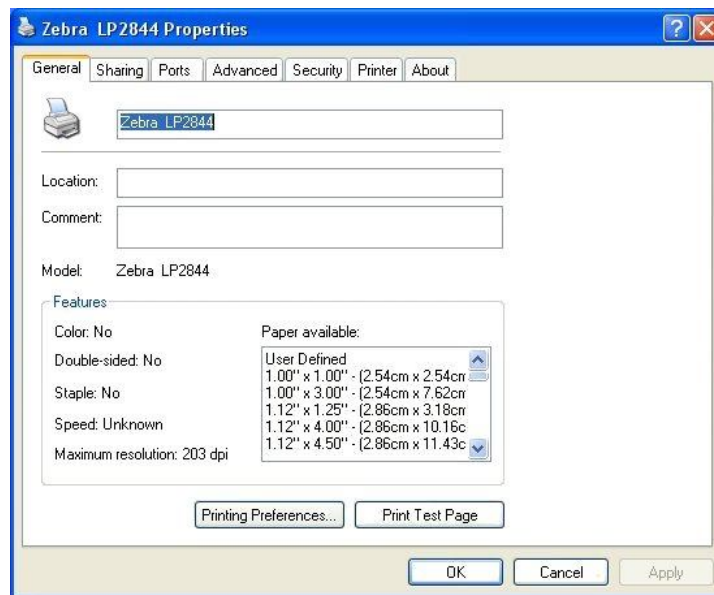 Zebra LP2844 Properties
General Sharing Ports Advanced Security Printer About
Zebra LP2844
Location:
Comment:
Model: Zebra LP2844
Features
Color: No
Paper available:
Double-sided: No
Staple: No
Speed: Unknown
Maximum resolution: 203 dpi
User Defined
1.00" x 1.00" - (2.54cm x 2.54cm
1.00" x 3.00" - (2.54cm x 7.62cm
1.12" x 1.25" - (2.86cm x 3.18cm
1.12" x 4.00" - (2.86cm x 10.16c
1.12" x 4.50" - (2.86cm x 11.43c
Printing Preferences... Print Test Page
OK Cancel Apply